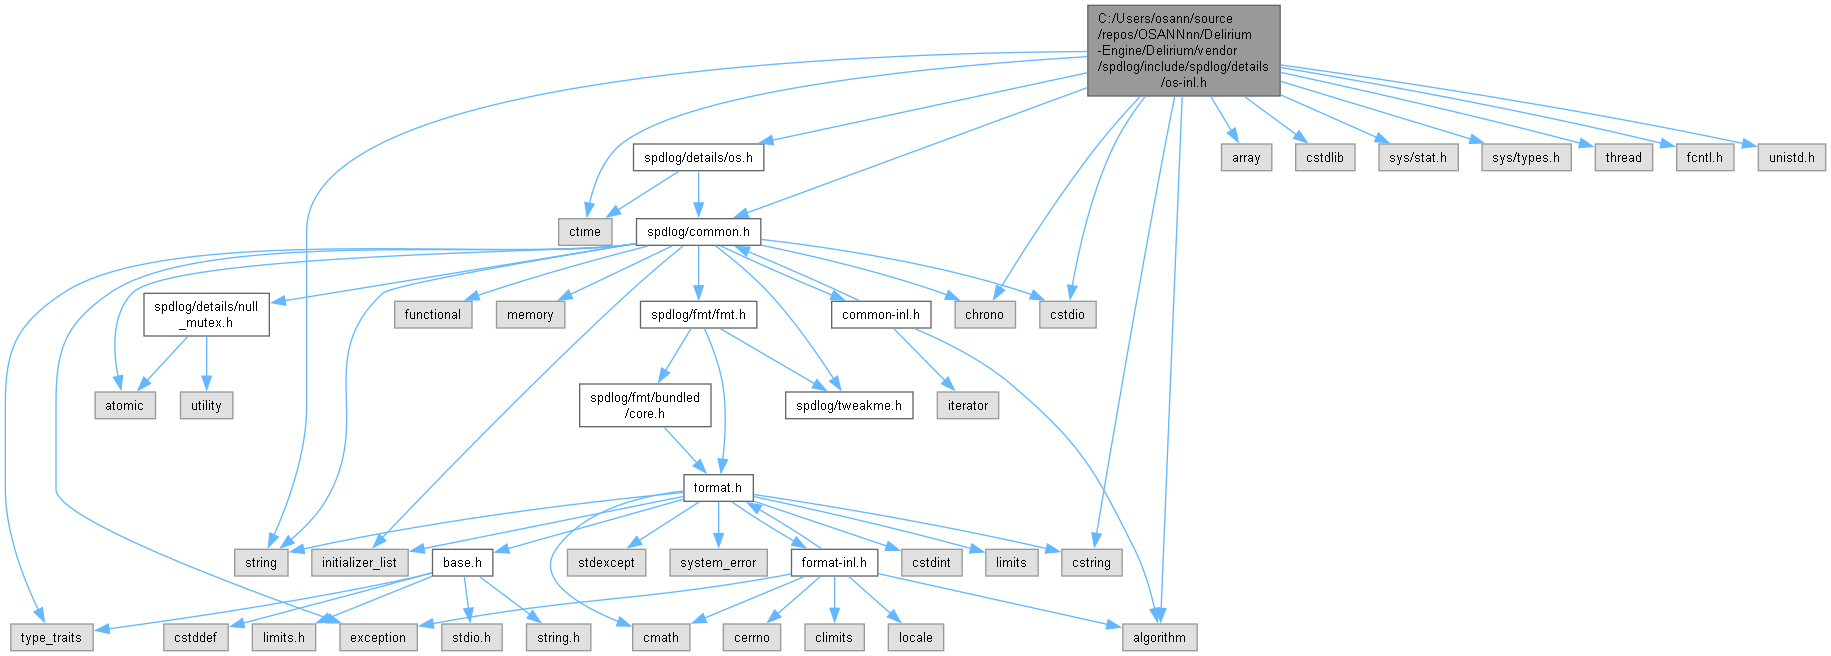 C:/Users/osann/source
/repos/OSANNnn/Delirium
-Engine/Delirium/vendor
/spdlog/include/spdlog/details
/os-inl.h
spdlog/details/os.h
array
cstdlib
sys/stat.h
sys/types.h
thread
fcntl.h
unistd.h
ctime
spdlog/common.h
spdlog/details/null
_mutex.h
functional
memory
spdlog/fmt/fmt.h
common-inl.h
chrono
cstdio
atomic
utility
spdlog/fmt/bundled
/core.h
spdlog/tweakme.h
iterator
format.h
string
initializer_list
base.h
stdexcept
system_error
format-inl.h
cstdint
limits
cstring
type_traits
cstddef
limits.h
exception
stdio.h
string.h
cmath
cerrno
climits
locale
algorithm